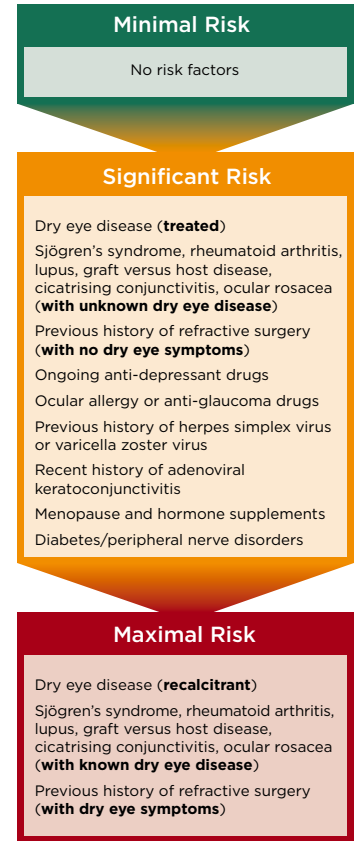 Minimal Risk
No risk factors
Significant Risk
Dry eye disease (treated)
Sjögren's syndrome, rheumatoid arthritis,
lupus, graft versus host disease,
cicatrising conjunctivitis, ocular rosacea
(with unknown dry eye disease)
Previous history of refractive surgery
(with no dry eye symptoms)
Ongoing anti-depressant drugs
Ocular allergy or anti-glaucoma drugs
Previous history of herpes simplex virus
or varicella zoster virus
Recent history of adenoviral
keratoconjunctivitis
Menopause and hormone supplements
Diabetes/peripheral nerve disorders
Maximal Risk
Dry eye disease (recalcitrant)
Sjögren's syndrome, rheumatoid arthritis,
lupus, graft versus host disease,
cicatrising conjunctivitis, ocular rosacea
(with known dry eye disease)
Previous history of refractive surgery
(with dry eye symptoms)